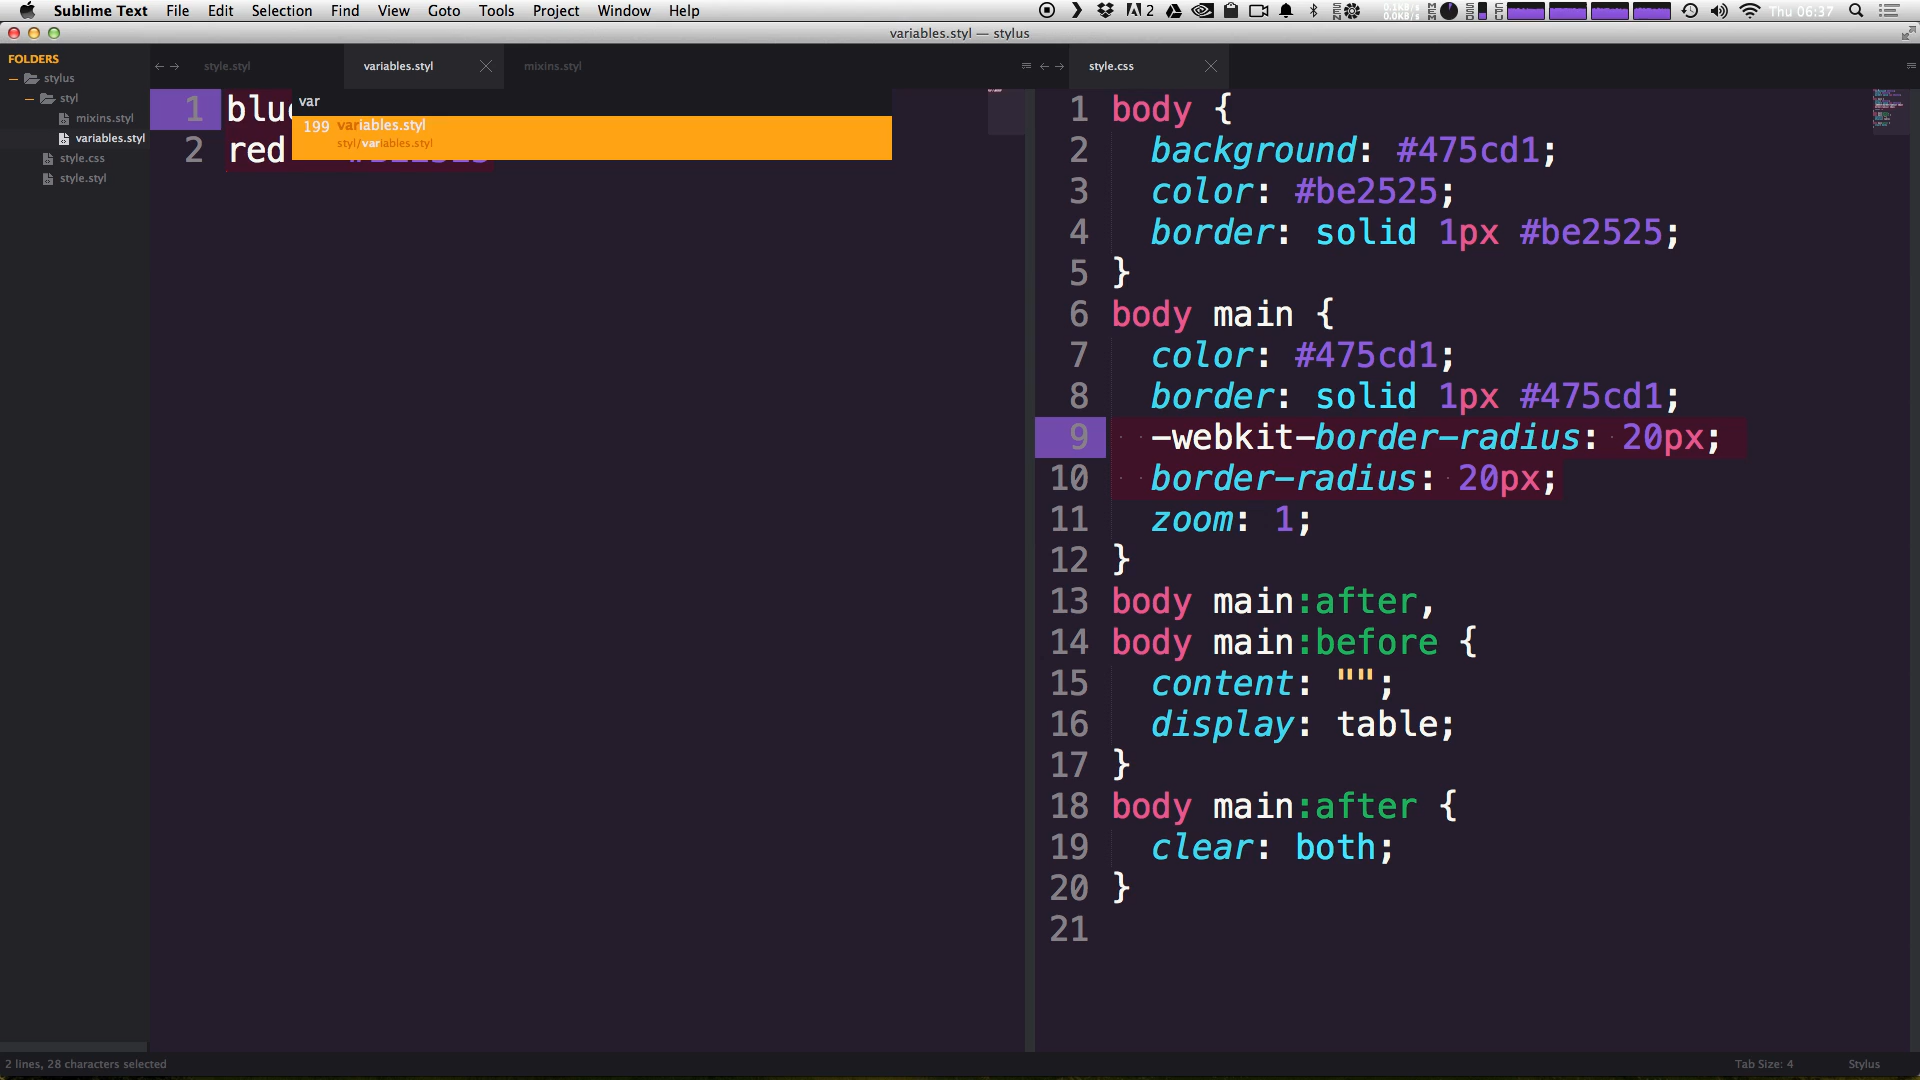 Sublime Text File Edit Selection Find View Goto Tools Project Window Help
2 Thu 06:37
variables.styl — stylus
FOLDERS
stylus
styl
mixins.styl
variables.styl
style.css
style.styl
style.styl variables.styl mixins.styl
var
199 variables.styl
styl/variables.styl
1
2 red
style.css
1 body {
2 background: #475cd1;
3 color: #be2525;
4 border: solid 1px #be2525;
5 }
6 body main {
7 color: #475cd1;
8 border: solid 1px #475cd1;
9 -webkit-border-radius: 20px;
10 border-radius: 20px;
11 zoom: 1;
12 }
13 body main:after,
14 body main:before {
15 content: "";
16 display: table;
17 }
18 body main:after {
19 clear: both;
20 }
21
2 lines, 28 characters selected
Tab Size: 4 Stylus